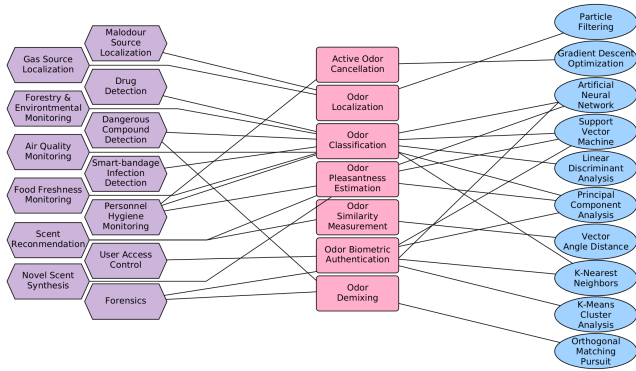 Malodour
Source
Localization
Gas Source
Localization
Drug
Detection
Forestry &
Environtmental
Monitoring
Dangerous
Compound
Detection
Air Quality
Monitoring
Smart-bandage
Infection
Detection
Food Freshness
Monitoring
Personnel
Hygiene
Monitoring
Scent
Recommendation
User Access
Control
Novel Scent
Synthesis
Forensics
Active Odor
Cancellation
Odor
Localization
Odor
Classification
Odor
Pleasantness
Estimation
Odor
Similarity
Measurement
Odor Biometric
Authentication
Odor
Demixing
Particle
Filtering
Gradient Descent
Optimization
Artificial
Neural
Network
Support
Vector
Machine
Linear
Discriminant
Analysis
Principal
Component
Analysis
Vector
Angle Distance
K-Nearest
Neighbors
K-Means
Cluster
Analysis
Orthogonal
Matching
Pursuit